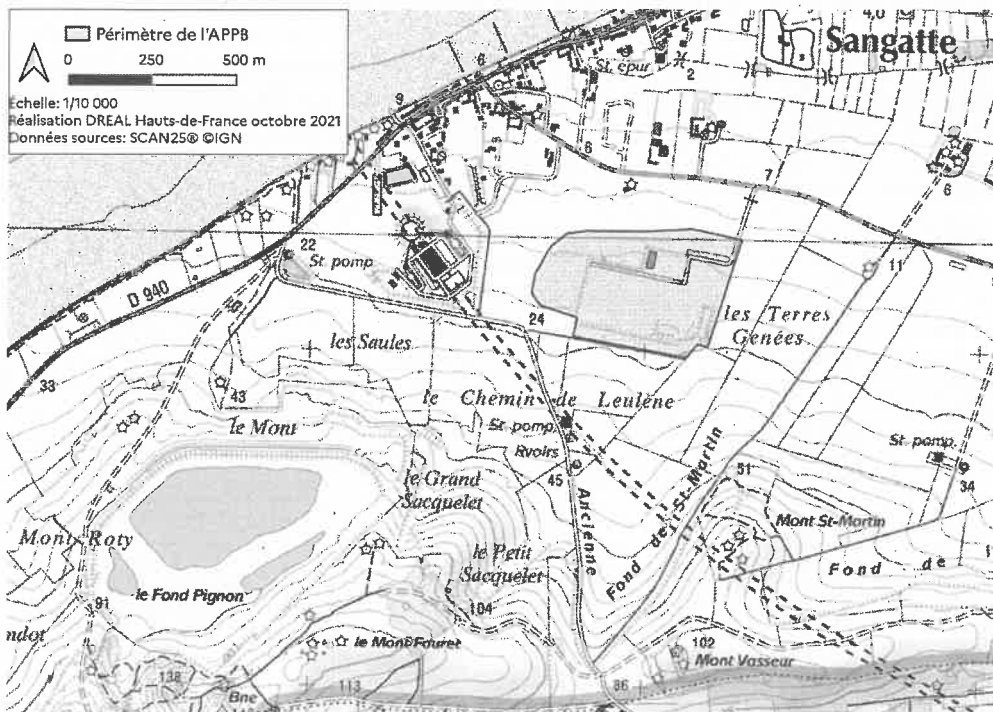 Périmètre de l'APPB
0 250 500 m
Échelle: 1/10 000
Réalisation DREAL Hauts-de-France octobre 2021
Données sources: SCAN25® ©IGN
4,0
Sangatte
St. épur
2
6
9
6
7
6
22
St. pomp
11
D 940
24
les Terres
Genées
les Saules
33
43
le Chemin de Leulène
le Mont
St. pomp.
Rvoirs
St. pomp.
45
51
34
le Grand
Sacquelet
Ancienne
Fond de St-Martin
Mont St-Martin
Mont Roty
le Petit
Sacquelet
Fond de
le Fond Pignon
91
104
le Mont Fauret
102
Mont Vasseur
138
113
86
Bne